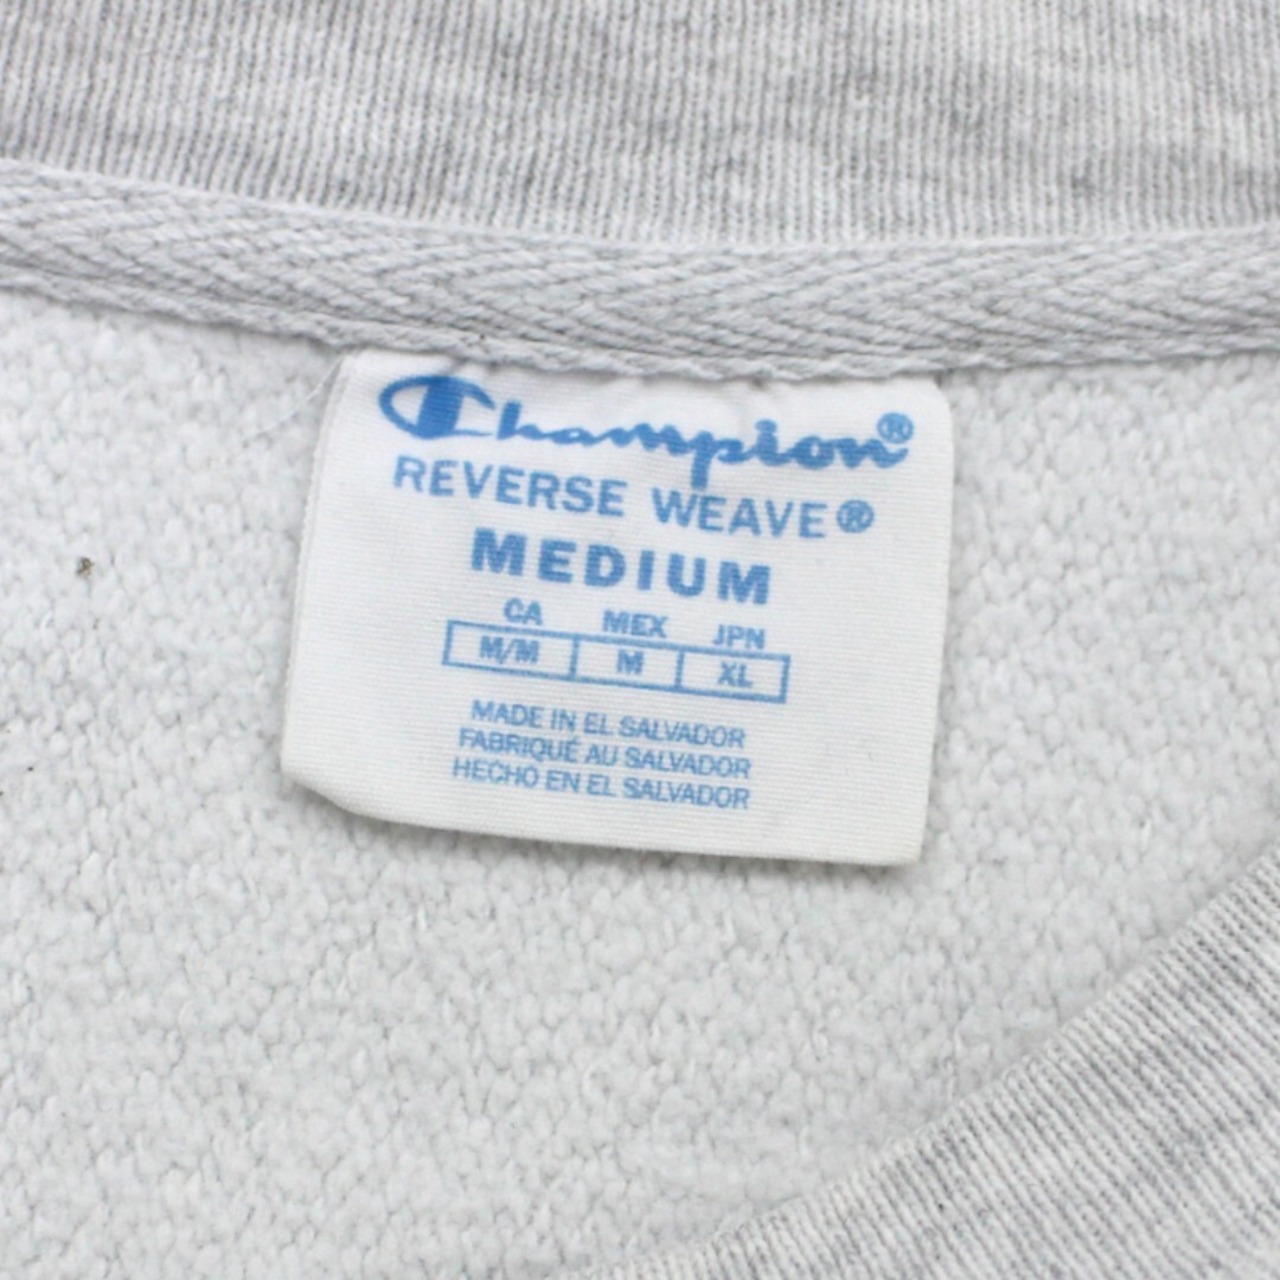 Champion®
REVERSE WEAVE®
MEDIUM
CA MEX JPN
M/M M XL
MADE IN EL SALVADOR
FABRIQUÉ AU SALVADOR
HECHO EN EL SALVADOR